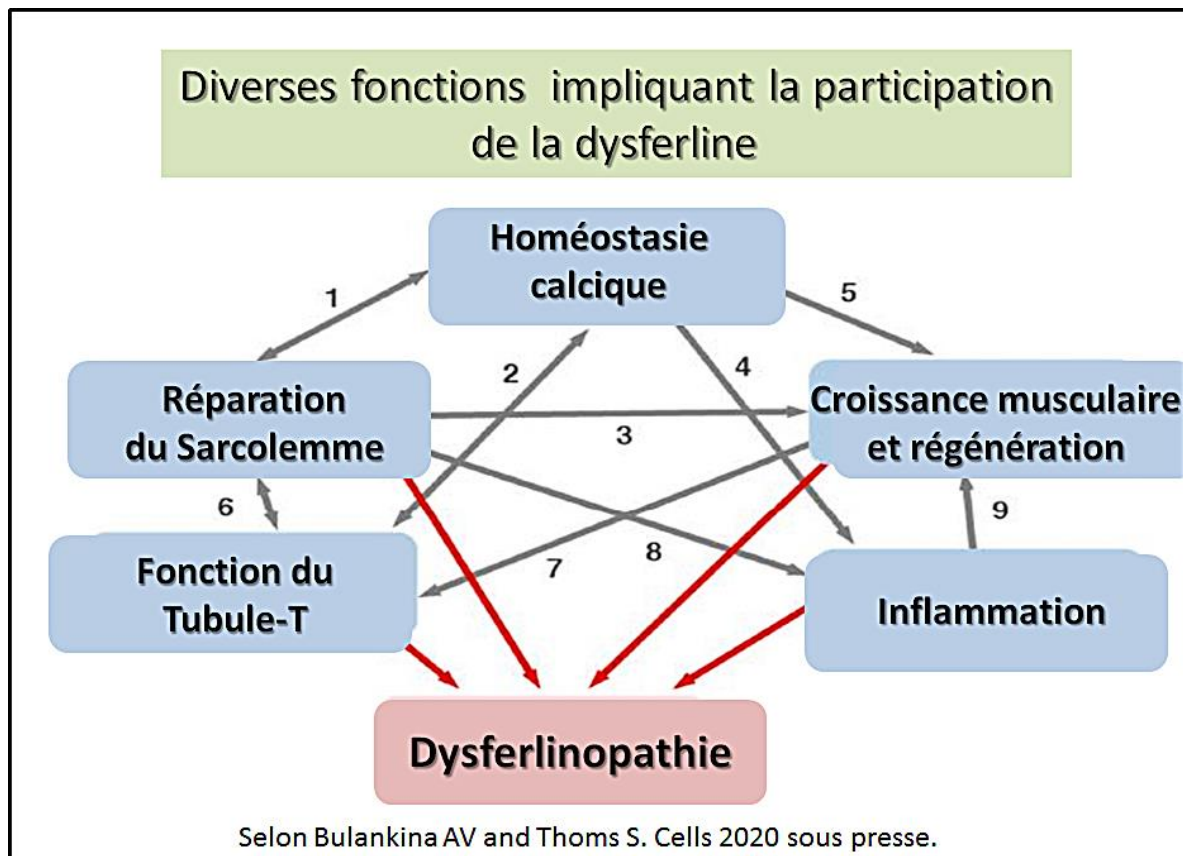 Diverses fonctions impliquant la participation
de la dysferline
Homéostasie
calcique
1
5
2
4
Réparation
du Sarcolemme
Croissance musculaire
et régénération
3
6
9
7
8
Fonction du
Tubule-T
Inflammation
Dysferlinopathie
Selon Bulankina AV and Thoms S. Cells 2020 sous presse.